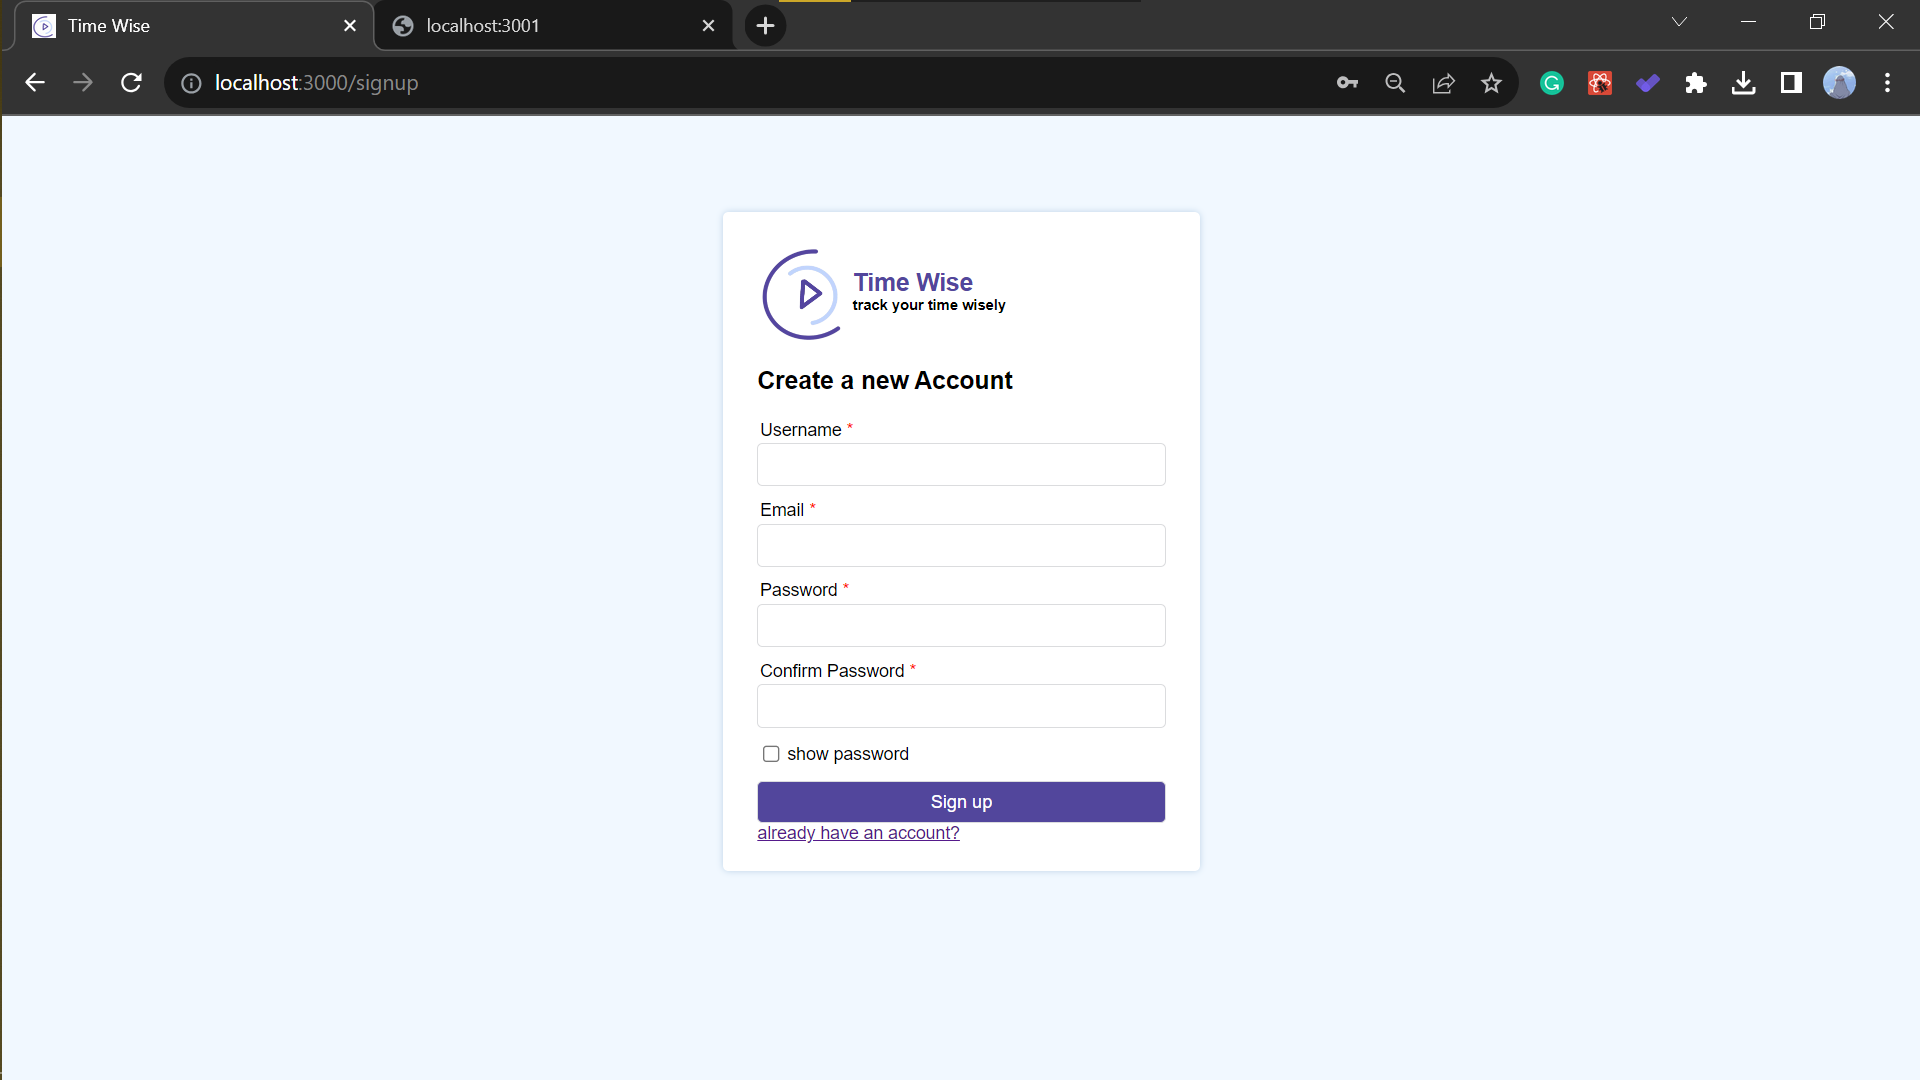 Time Wise
localhost:3001
localhost:3000/signup
Time Wise
track your time wisely
Create a new Account
Username *
Email *
Password *
Confirm Password *
show password
Sign up
already have an account?